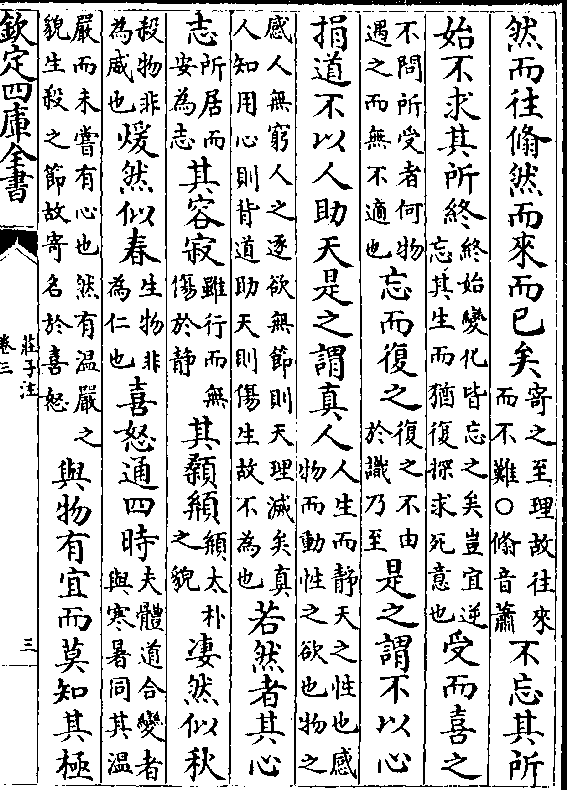 然而往翛然而來而已矣寄之至理故往來而不難○翛音蕭不忘其所
始不求其所終終始變化皆忘之矣豈宜逆忘其生而猶復探求死意也受而喜之
不問所受者何物遇之而無不適也忘而復之復之不由於識乃至是之謂不以心
捐道不以人助天是之謂真人人生而靜天之性也感物而動性之欲也物之
感人無窮人之逐欲無節則天理滅矣真人知用心則背道助天則傷生故不為也若然者其心
志所居而安為志其容寂雖行而無傷於靜其顙頯頯太朴之貌凄然似秋
殺物非為威也煖然似春生物非為仁也喜怒通四時夫體道合變者與寒暑同其溫
嚴而未嘗有心也然有溫嚴之貌生殺之節故寄名於喜怒與物有宜而莫知其極
欽定四庫全書
莊子注
卷三
三